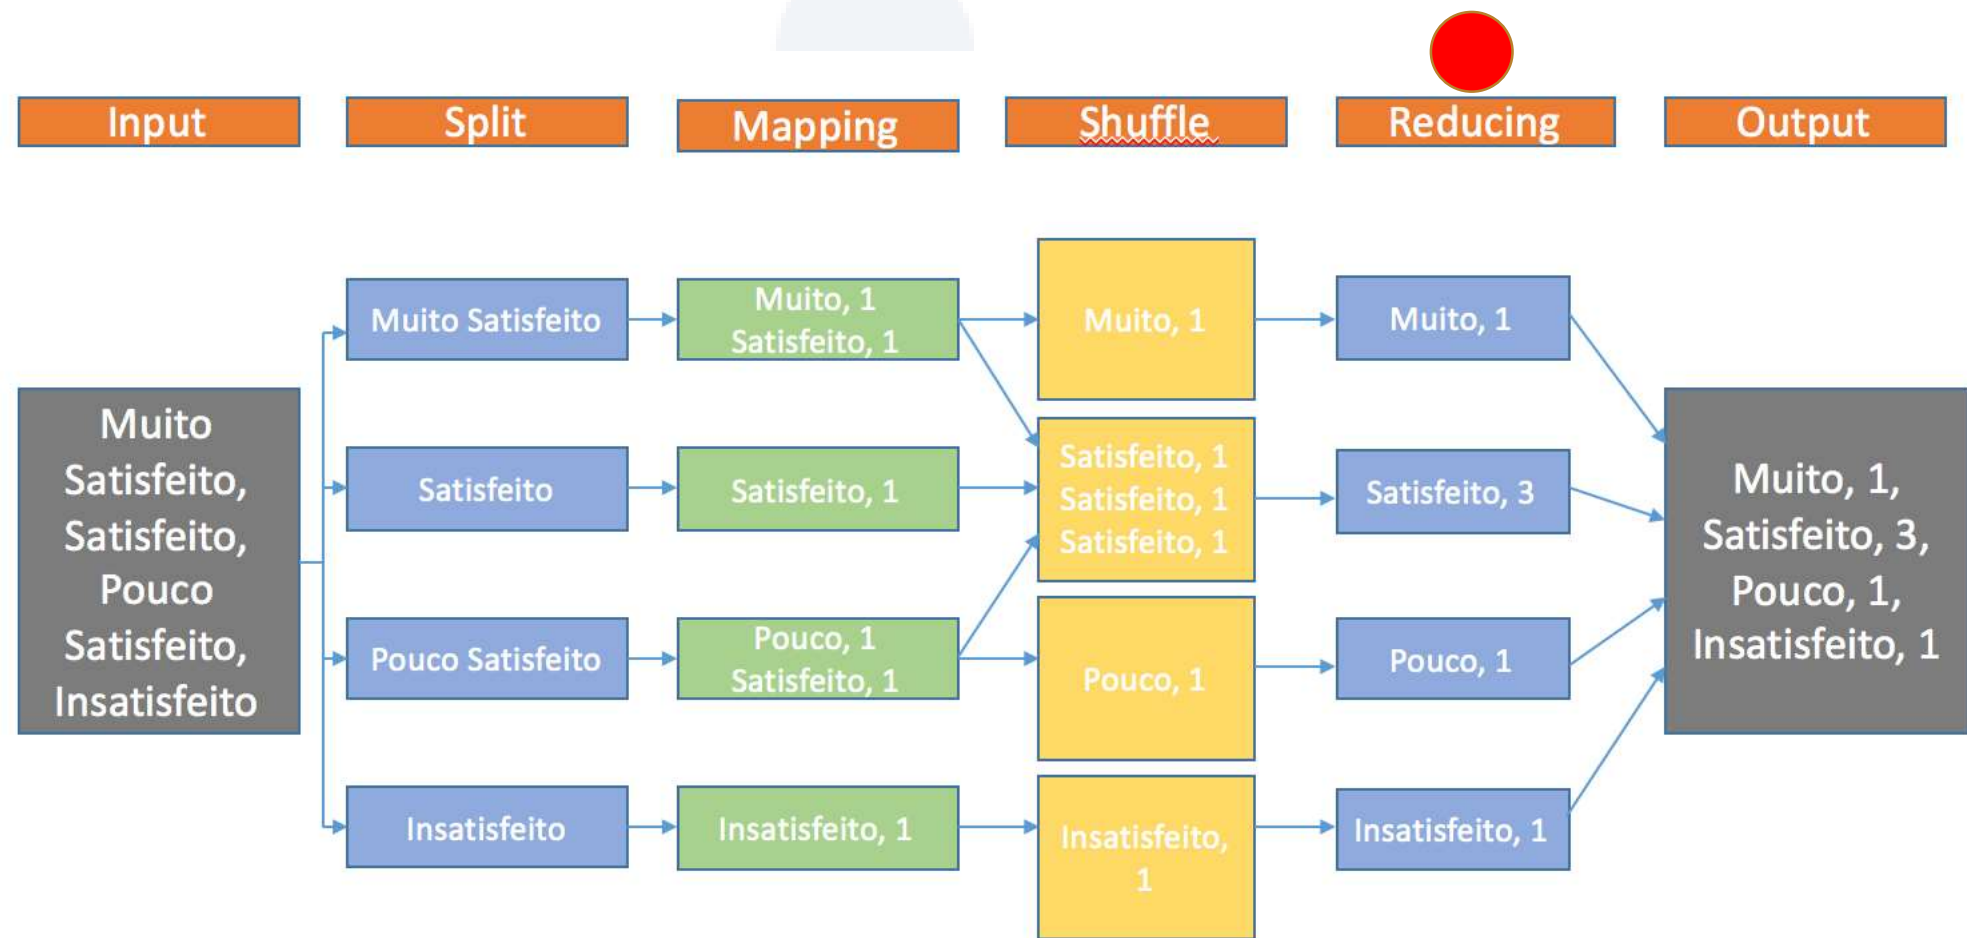 Input
Split
Mapping
Shuffle
Reducing
Output
Muito
Satisfeito,
Satisfeito,
Pouco
Satisfeito,
Insatisfeito
Muito Satisfeito
Satisfeito
Pouco Satisfeito
Insatisfeito
Muito, 1
Satisfeito, 1
Satisfeito, 1
Pouco, 1
Satisfeito, 1
Insatisfeito, 1
Muito, 1
Satisfeito, 1
Satisfeito, 1
Satisfeito, 1
Pouco, 1
Insatisfeito,
1
Muito, 1
Satisfeito, 3
Pouco, 1
Insatisfeito, 1
Muito, 1,
Satisfeito, 3,
Pouco, 1,
Insatisfeito, 1